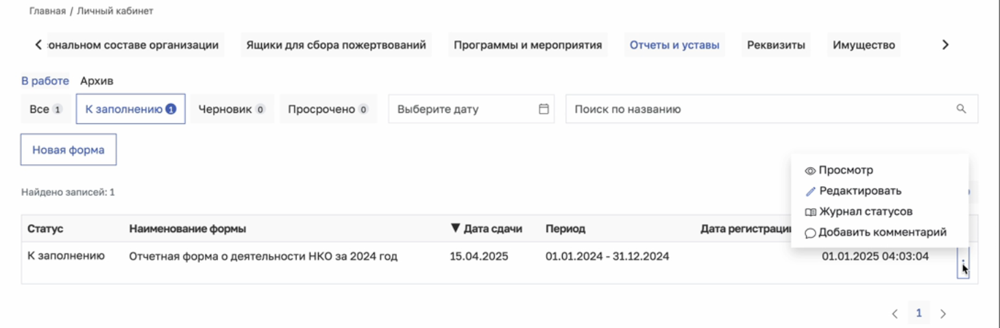 Главная / Личный кабинет
ональном составе организации Ящики для сбора пожертвований Программы и мероприятия Отчеты и уставы Реквизиты Имущество
В работе Архив
Все 1 К заполнению 1 Черновик 0 Просрочено 0 Выберите дату Поиск по названию
Новая форма
Просмотр
Редактировать
Журнал статусов
Добавить комментарий
Найдено записей: 1
Статус Наименование формы ▼ Дата сдачи Период Дата регистрации
К заполнению Отчетная форма о деятельности НКО за 2024 год 15.04.2025 01.01.2024 - 31.12.2024 01.01.2025 04:03:04
1